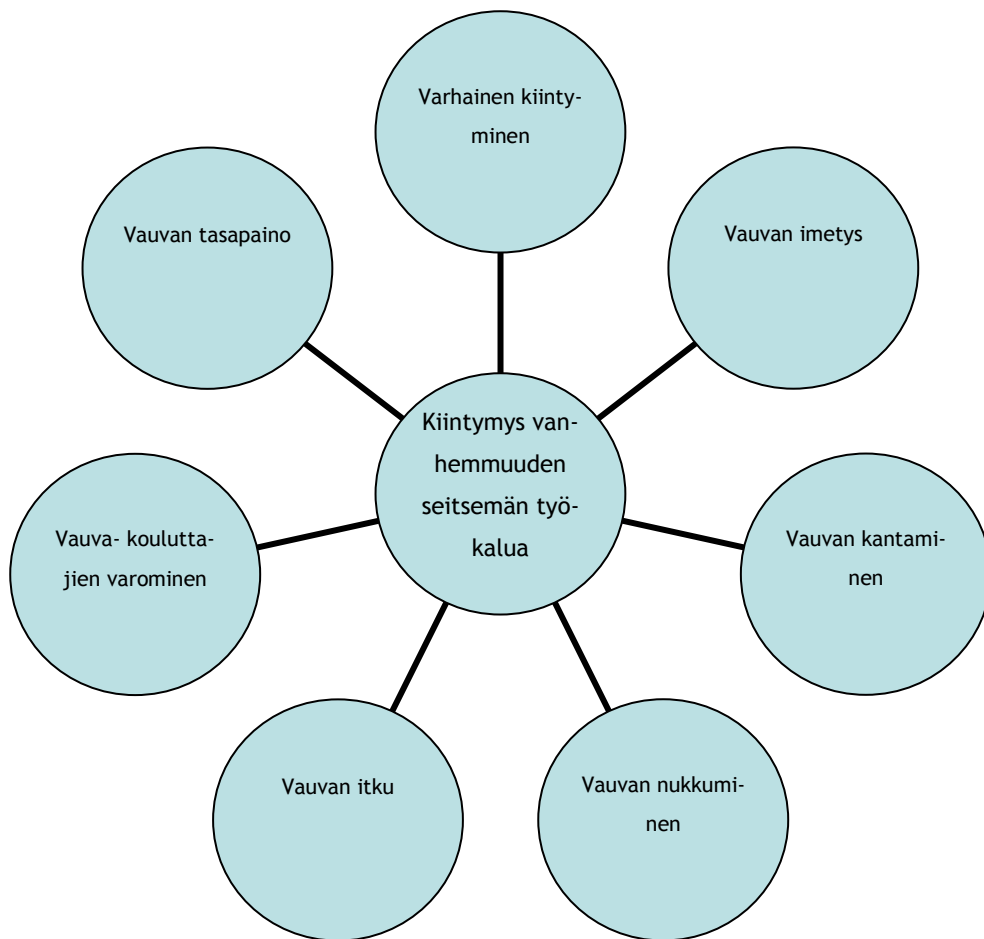 Varhainen kiinty-
minen
Vauvan imetys
Vauvan kantami-
nen
Vauvan nukkumi-
nen
Vauvan itku
Vauva- koulutta-
jien varominen
Vauvan tasapaino
Kiintymys van-
hemmuuden
seitsemän työ-
kalua